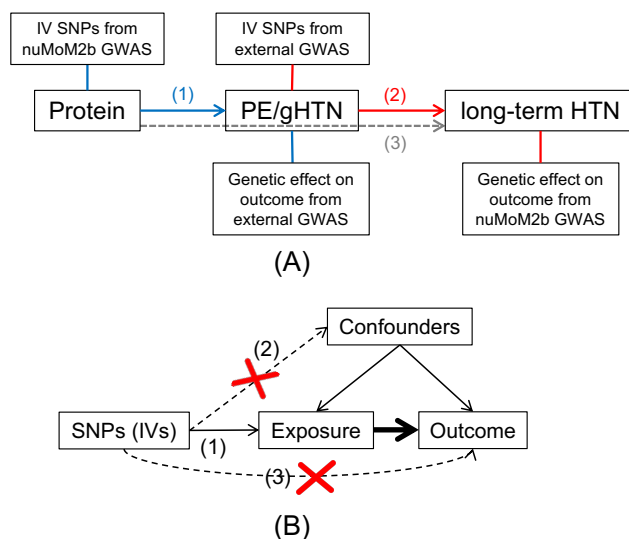 IV SNPs from
nuMoM2b GWAS
IV SNPs from
external GWAS
Protein
(1)
PE/gHTN
(2)
long-term HTN
(3)
Genetic effect on
outcome from
external GWAS
Genetic effect on
outcome from
nuMoM2b GWAS
(A)
Confounders
(2)
SNPs (IVs)
(1)
Exposure
Outcome
(3)
(B)